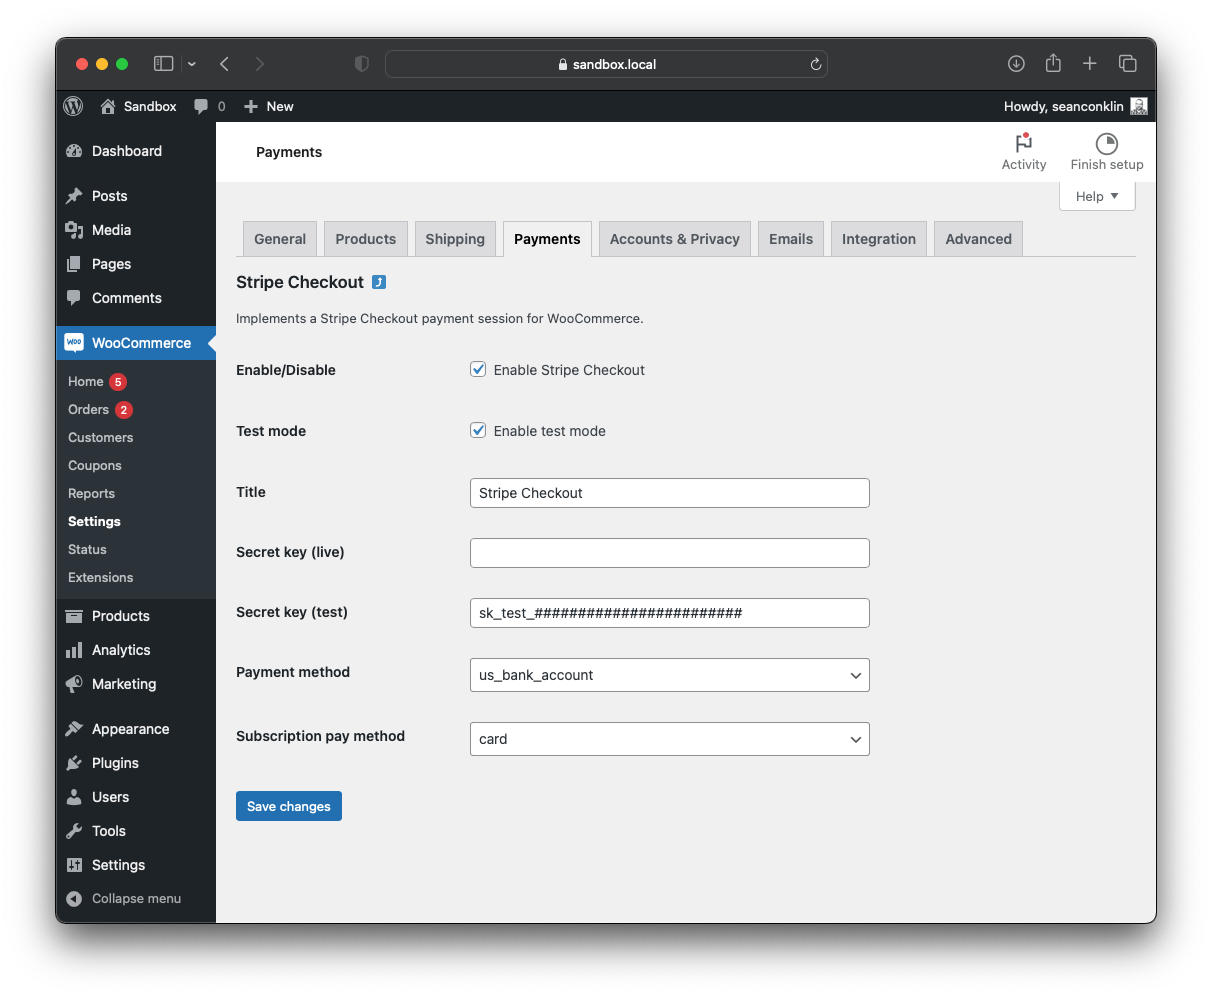 sandbox.local
Sandbox 0 New Howdy, seanconklin
Payments
Activity
Finish setup
Help
Dashboard
Posts
Media
Pages
Comments
WooCommerce
Home 5
Orders 2
Customers
Coupons
Reports
Settings
Status
Extensions
Products
Analytics
Marketing
Appearance
Plugins
Users
Tools
Settings
Collapse menu
General Products Shipping Payments Accounts & Privacy Emails Integration Advanced
Stripe Checkout
Implements a Stripe Checkout payment session for WooCommerce.
Enable/Disable Enable Stripe Checkout
Test mode Enable test mode
Title Stripe Checkout
Secret key (live)
Secret key (test) sk_test_########################
Payment method us_bank_account
Subscription pay method card
Save changes